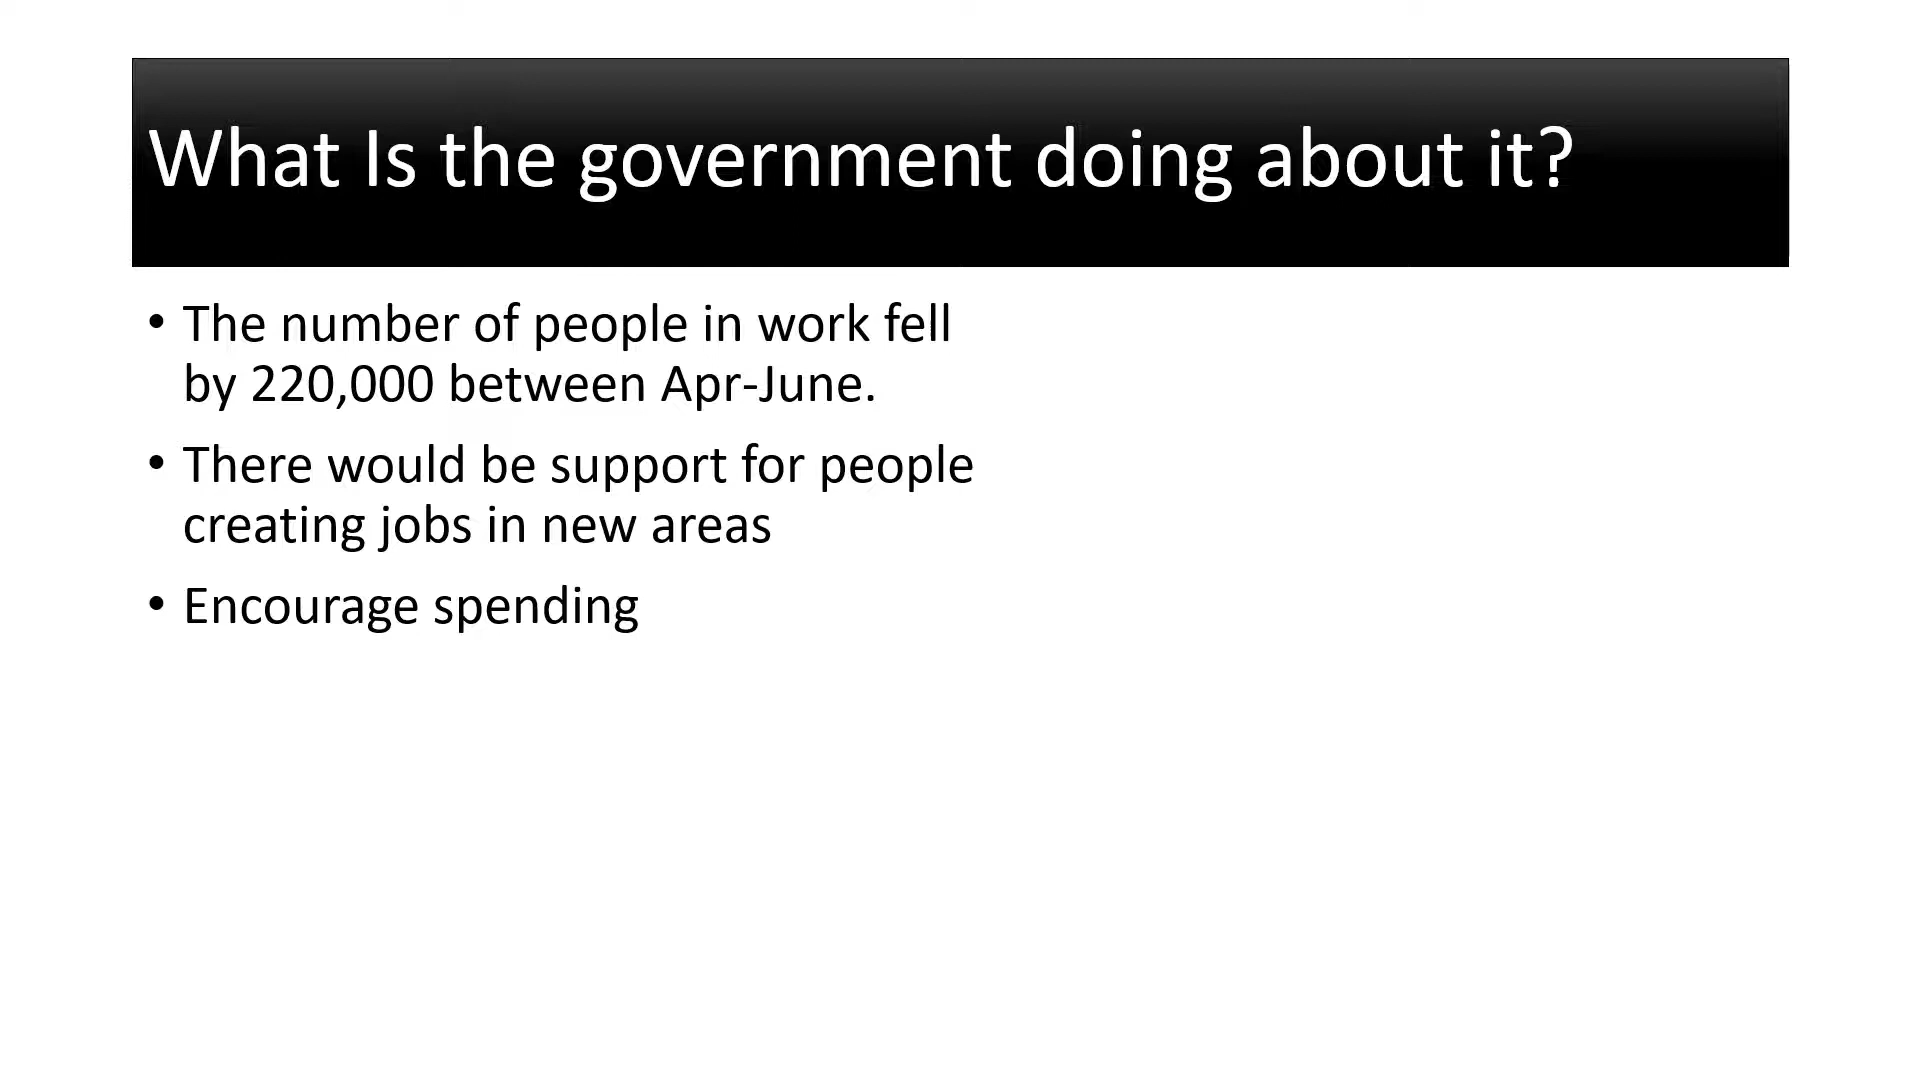 What Is the government doing about it?
• The number of people in work fell
by 220,000 between Apr-June.
• There would be support for people
creating jobs in new areas
• Encourage spending